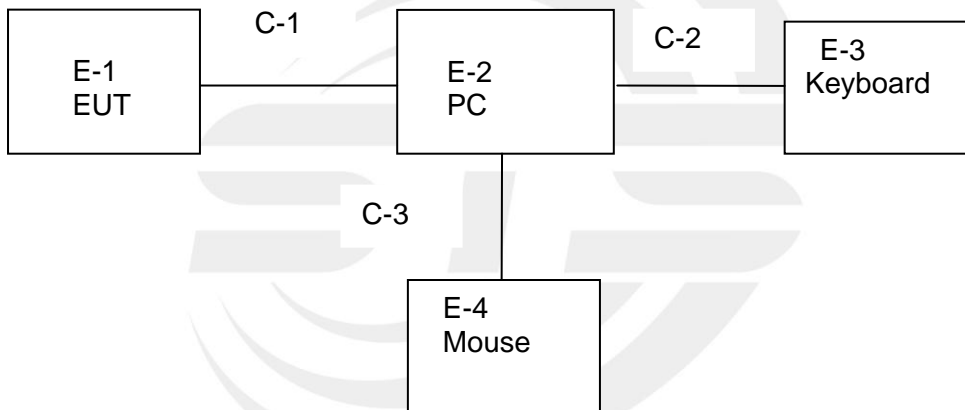 C-1
C-2
E-1
EUT
E-2
PC
E-3
Keyboard
C-3
E-4
Mouse